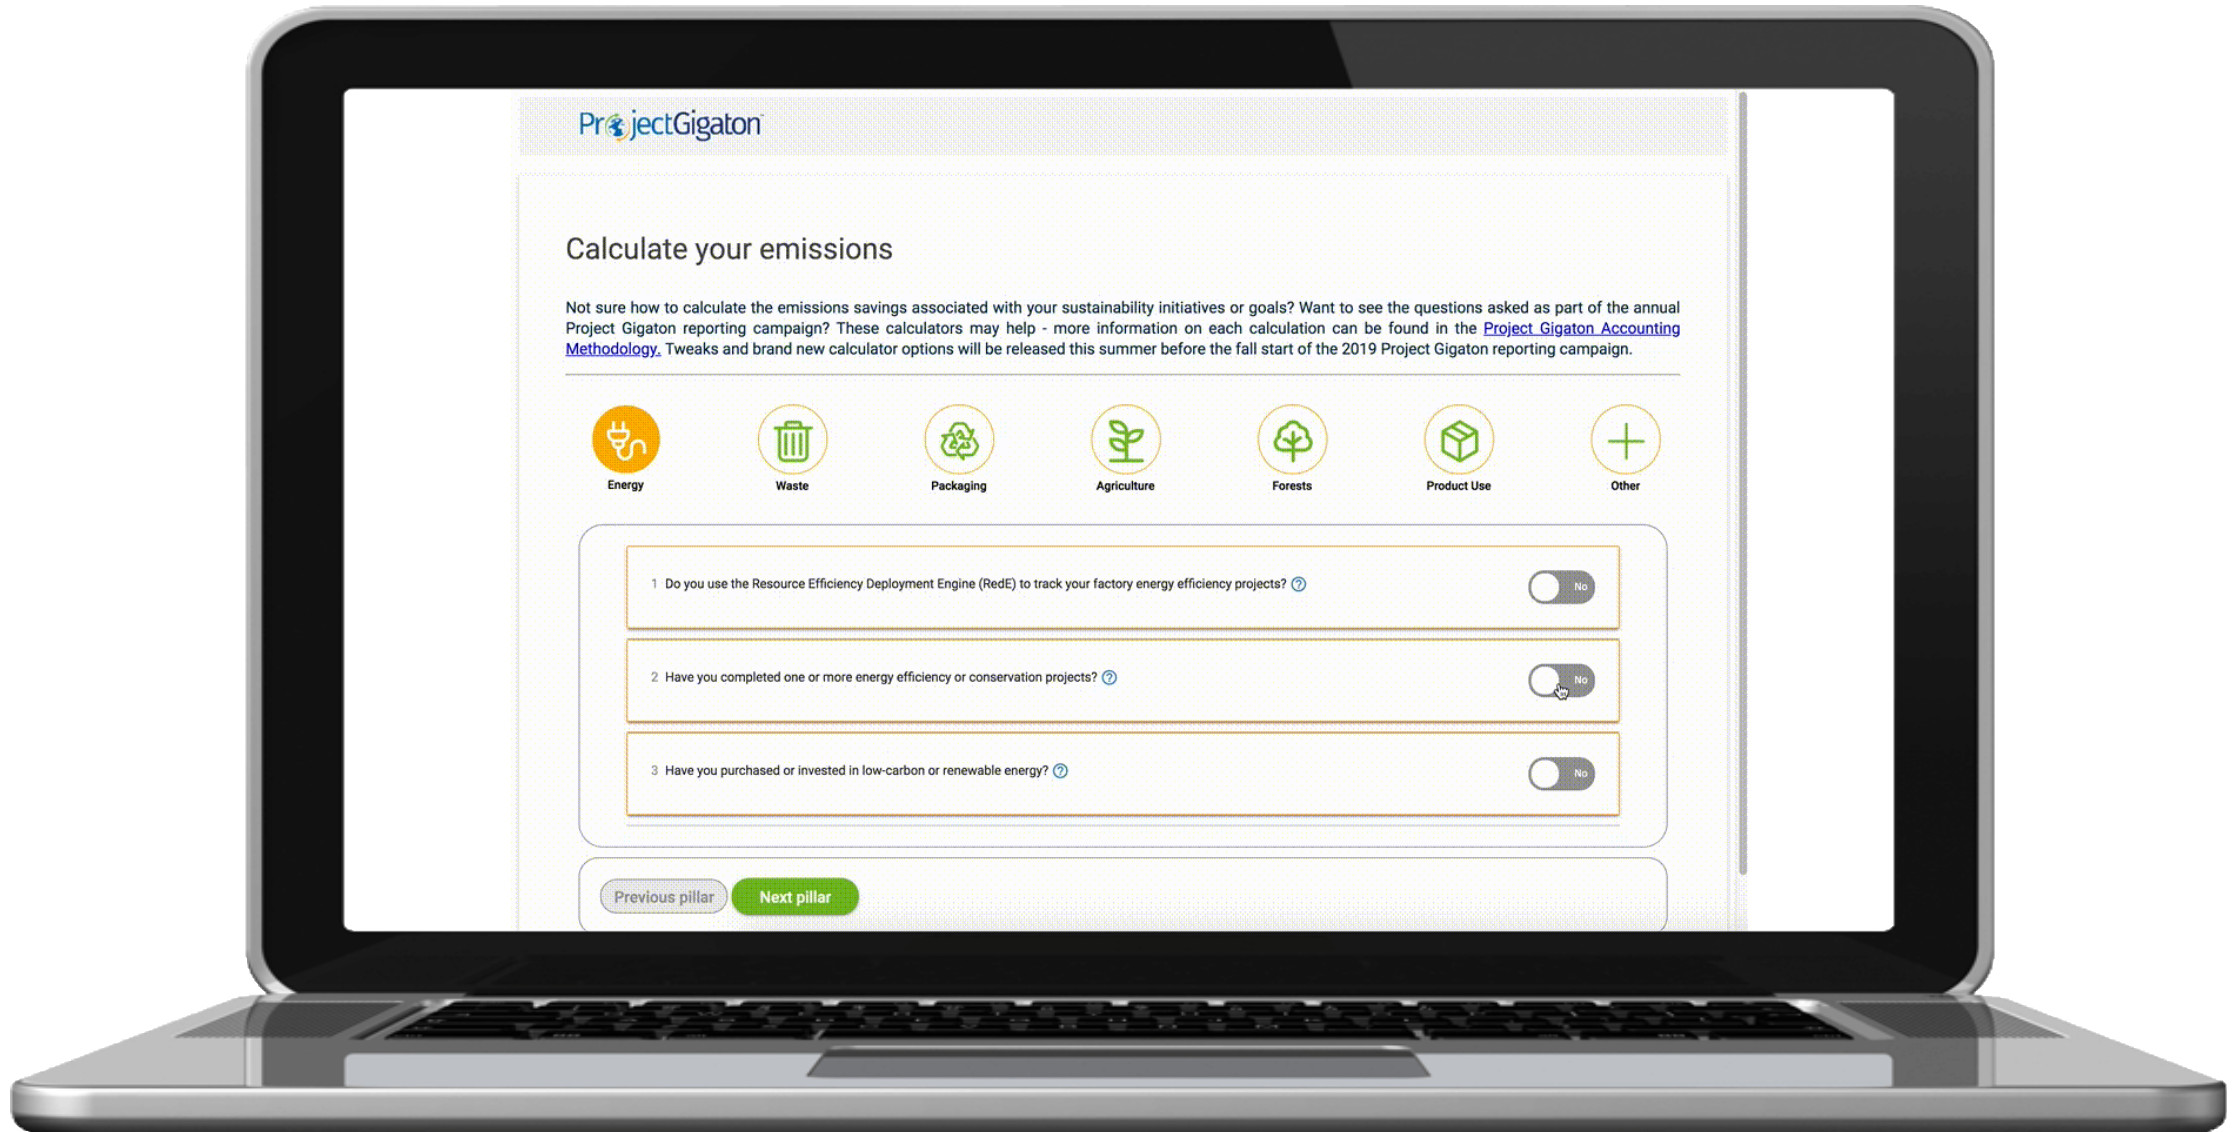 ProjectGigaton
Calculate your emissions
Not sure how to calculate the emissions savings associated with your sustainability initiatives or goals? Want to see the questions asked as part of the annual
Project Gigaton reporting campaign? These calculators may help - more information on each calculation can be found in the Project Gigaton Accounting
Methodology. Tweaks and brand new calculator options will be released this summer before the fall start of the 2019 Project Gigaton reporting campaign.
Energy Waste Packaging Agriculture Forests Product Use Other
1 Do you use the Resource Efficiency Deployment Engine (RedE) to track your factory energy efficiency projects? ? No
2 Have you completed one or more energy efficiency or conservation projects? ? No
3 Have you purchased or invested in low-carbon or renewable energy? ? No
Previous pillar Next pillar